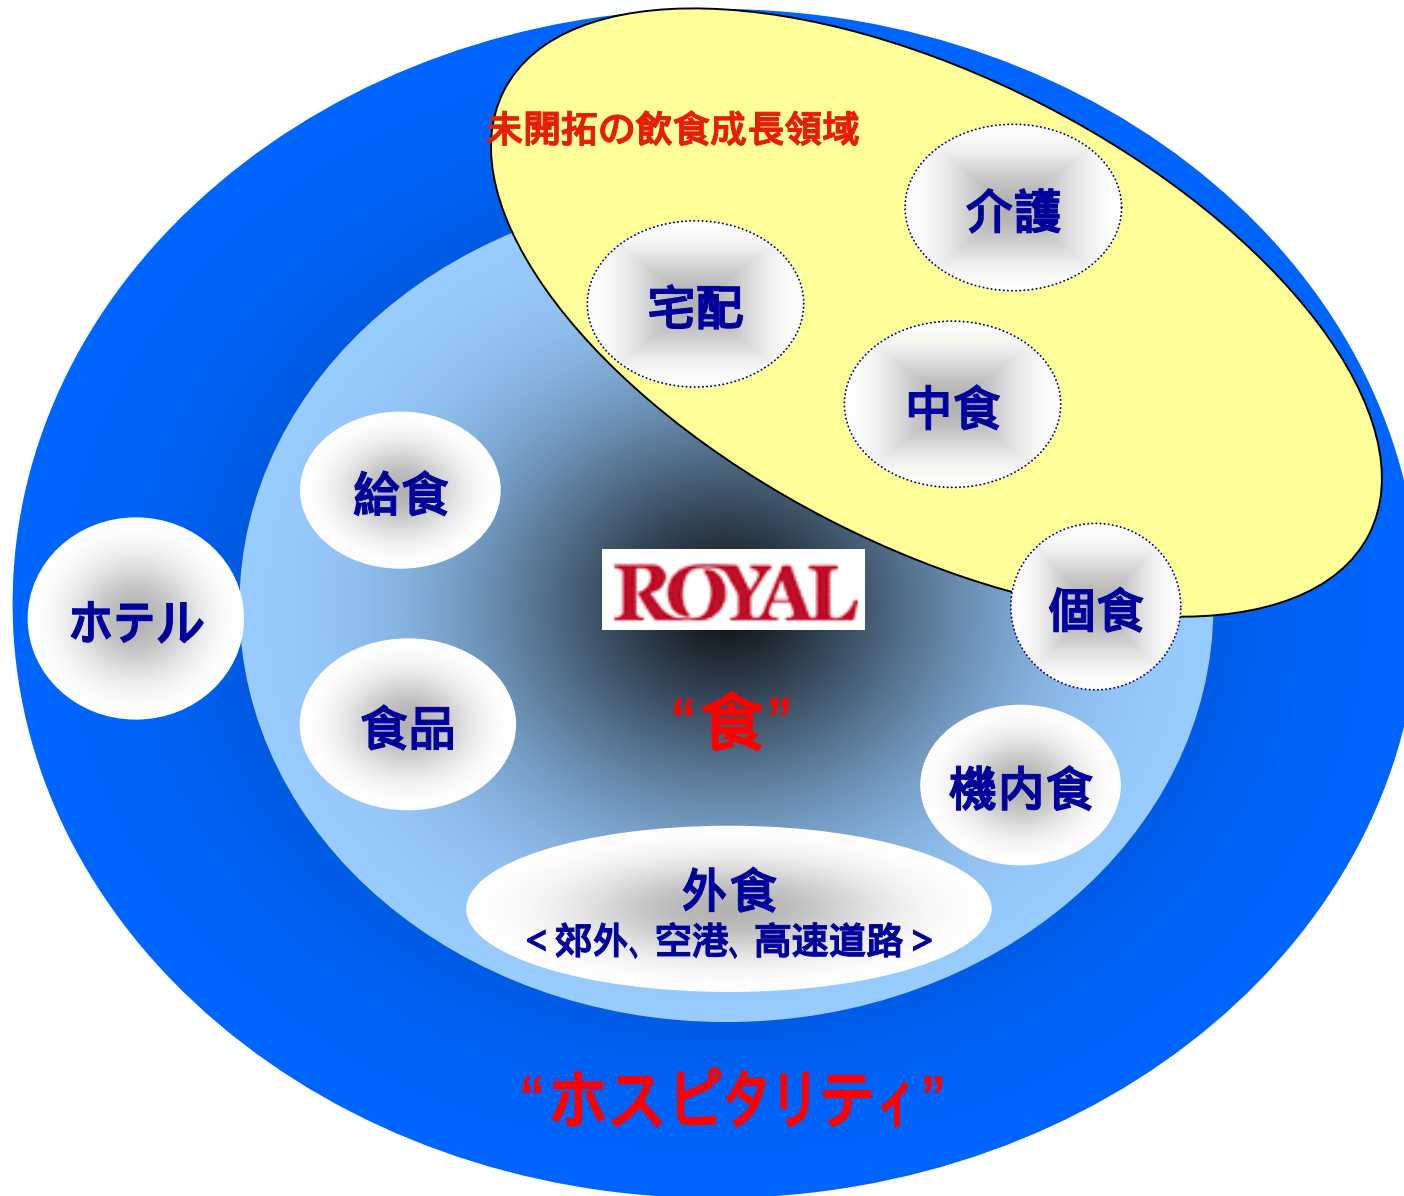 未開拓の飲食成長領域
介護
宅配
中食
給食
ROYAL
個食
ホテル
“食”
食品
機内食
外食
<郊外、空港、高速道路>
“ホスピタリティ”